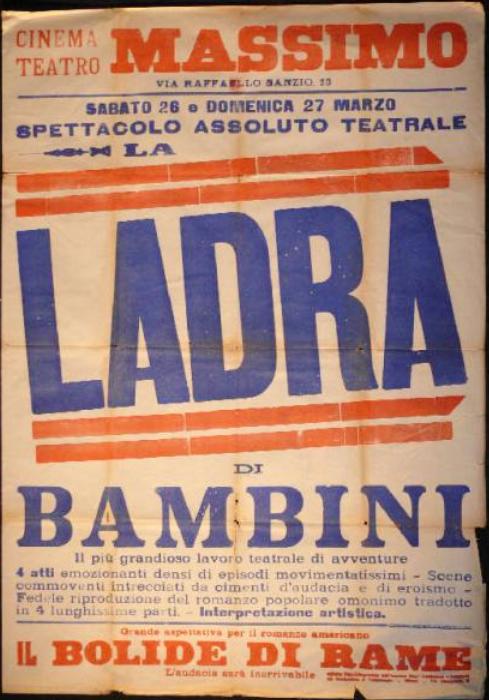 CINEMA TEATRO MASSIMO
VIA RAFFAELLO SANZIO, 23
SABATO 26 e DOMENICA 27 MARZO
SPETTACOLO ASSOLUTO TEATRALE
LA
LADRA
DI
BAMBINI
Il più grandioso lavoro teatrale di avventure
4 atti emozionanti densi di episodi movimentatissimi - Scene
commoventi intrecciati da cimenti d'audacia e di eroismo -
Fedele riproduzione del romanzo popolare omonimo tradotto
in 4 lunghissime parti. - Interpretazione artistica.
Grande aspettativa per il romanzo americano
IL BOLIDE DI RAME
L'audacia sarà inarrivabile